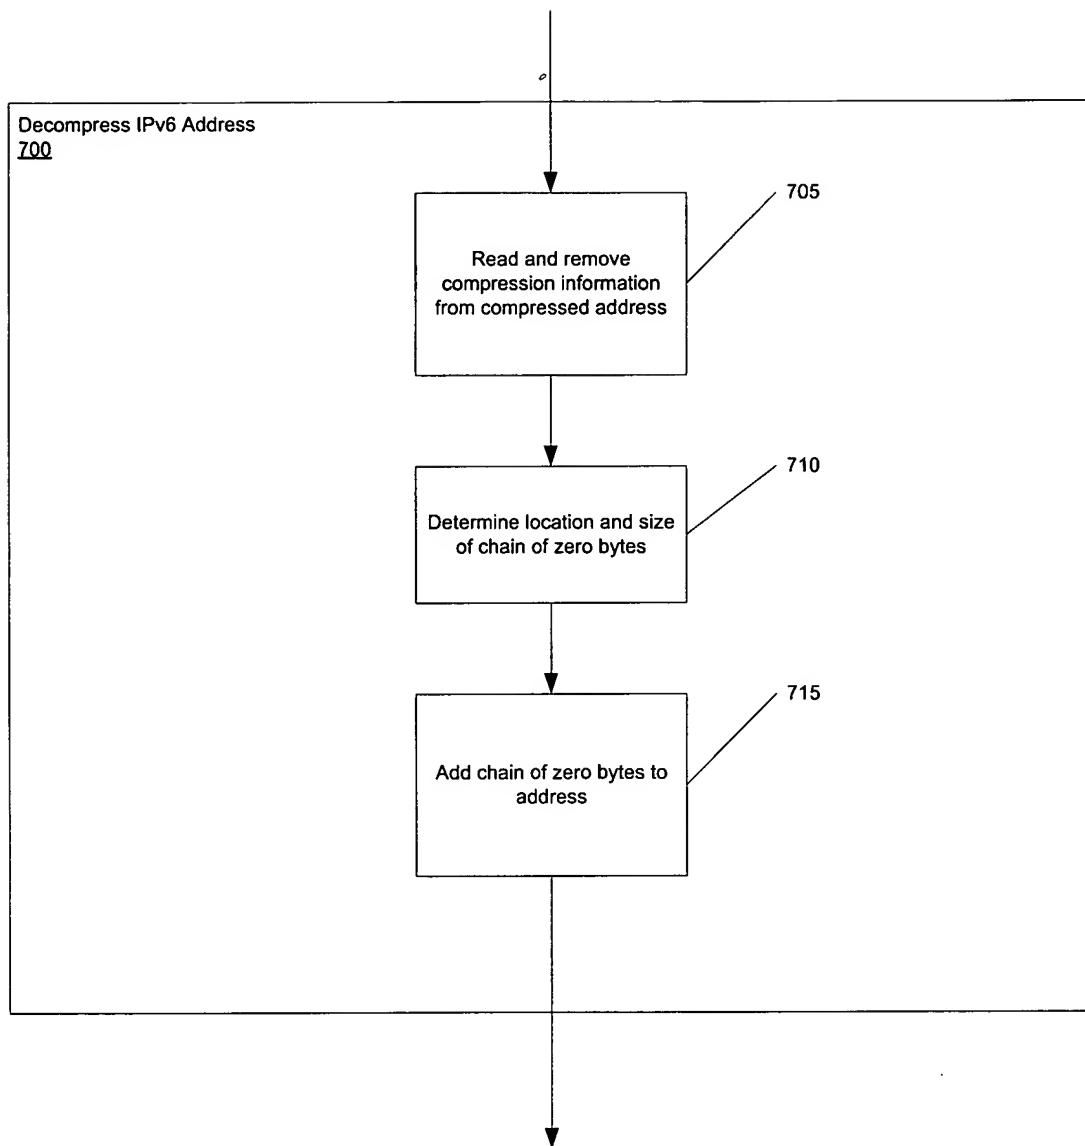 Decompress IPv6 Address
700
705
Read and remove
compression information
from compressed address
710
Determine location and size
of chain of zero bytes
715
Add chain of zero bytes to
address